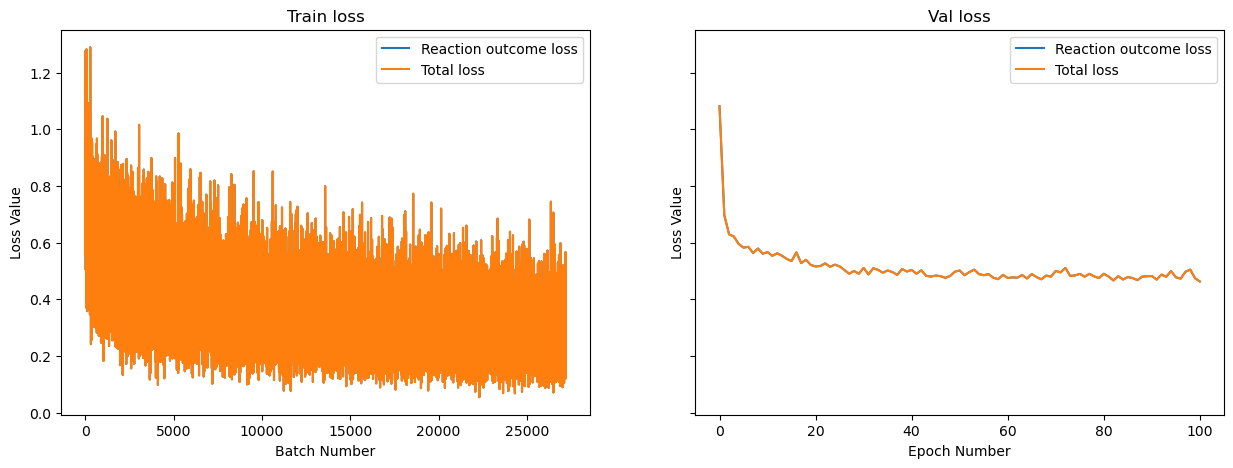 Train loss
Loss Value
1.2
1.0
0.8
0.6
0.4
0.2
0.0
Reaction outcome loss
Total loss
0
5000
10000
15000
20000
25000
Batch Number
Val loss
Loss Value
Reaction outcome loss
Total loss
0
20
40
60
80
100
Epoch Number